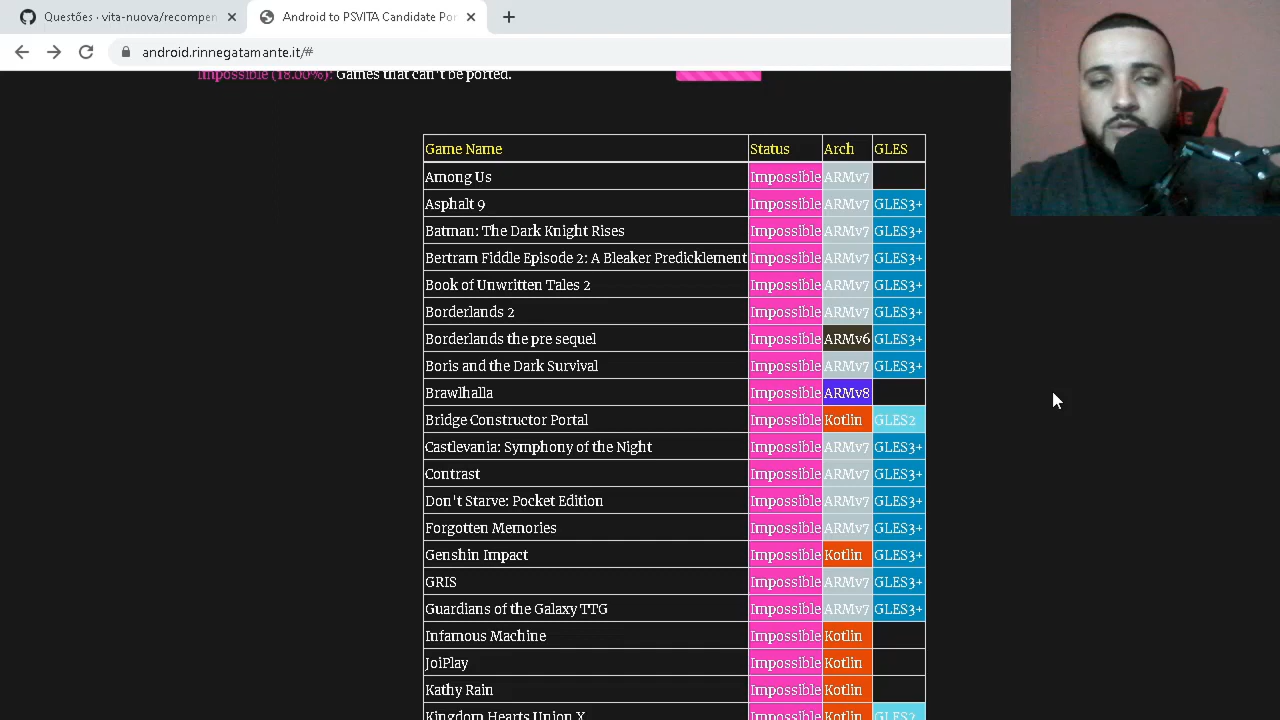 Questões · vita-nuova/recompen
Android to PSVITA Candidate Por
android.rinnegatamante.it/#
Impossible (18.00%): Games that can't be ported.
Game Name Status Arch GLES
Among Us Impossible ARMv7
Asphalt 9 Impossible ARMv7 GLES3+
Batman: The Dark Knight Rises Impossible ARMv7 GLES3+
Bertram Fiddle Episode 2: A Bleaker Predicklement Impossible ARMv7 GLES3+
Book of Unwritten Tales 2 Impossible ARMv7 GLES3+
Borderlands 2 Impossible ARMv7 GLES3+
Borderlands the pre sequel Impossible ARMv6 GLES3+
Boris and the Dark Survival Impossible ARMv7 GLES3+
Brawlhalla Impossible ARMv8
Bridge Constructor Portal Impossible Kotlin GLES2
Castlevania: Symphony of the Night Impossible ARMv7 GLES3+
Contrast Impossible ARMv7 GLES3+
Don't Starve: Pocket Edition Impossible ARMv7 GLES3+
Forgotten Memories Impossible ARMv7 GLES3+
Genshin Impact Impossible Kotlin GLES3+
GRIS Impossible ARMv7 GLES3+
Guardians of the Galaxy TTG Impossible ARMv7 GLES3+
Infamous Machine Impossible Kotlin
JoiPlay Impossible Kotlin
Kathy Rain Impossible Kotlin
Kingdom Hearts Union X Impossible Kotlin GLES2